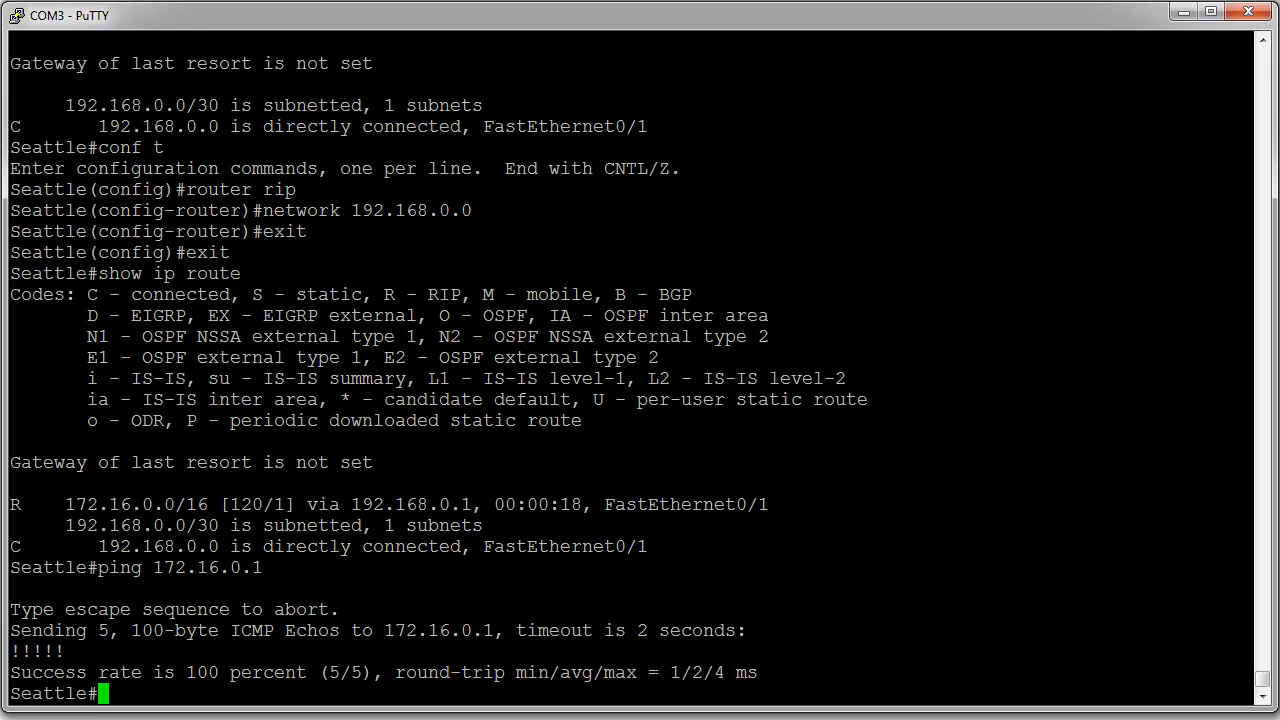 COM3 - PuTTY
Gateway of last resort is not set
     192.168.0.0/30 is subnetted, 1 subnets
C       192.168.0.0 is directly connected, FastEthernet0/1
Seattle#conf t
Enter configuration commands, one per line.  End with CNTL/Z.
Seattle(config)#router rip
Seattle(config-router)#network 192.168.0.0
Seattle(config-router)#exit
Seattle(config)#exit
Seattle#show ip route
Codes: C - connected, S - static, R - RIP, M - mobile, B - BGP
       D - EIGRP, EX - EIGRP external, O - OSPF, IA - OSPF inter area
       N1 - OSPF NSSA external type 1, N2 - OSPF NSSA external type 2
       E1 - OSPF external type 1, E2 - OSPF external type 2
       i - IS-IS, su - IS-IS summary, L1 - IS-IS level-1, L2 - IS-IS level-2
       ia - IS-IS inter area, * - candidate default, U - per-user static route
       o - ODR, P - periodic downloaded static route
Gateway of last resort is not set
R    172.16.0.0/16 [120/1] via 192.168.0.1, 00:00:18, FastEthernet0/1
     192.168.0.0/30 is subnetted, 1 subnets
C       192.168.0.0 is directly connected, FastEthernet0/1
Seattle#ping 172.16.0.1
Type escape sequence to abort.
Sending 5, 100-byte ICMP Echos to 172.16.0.1, timeout is 2 seconds:
!!!!!
Success rate is 100 percent (5/5), round-trip min/avg/max = 1/2/4 ms
Seattle#